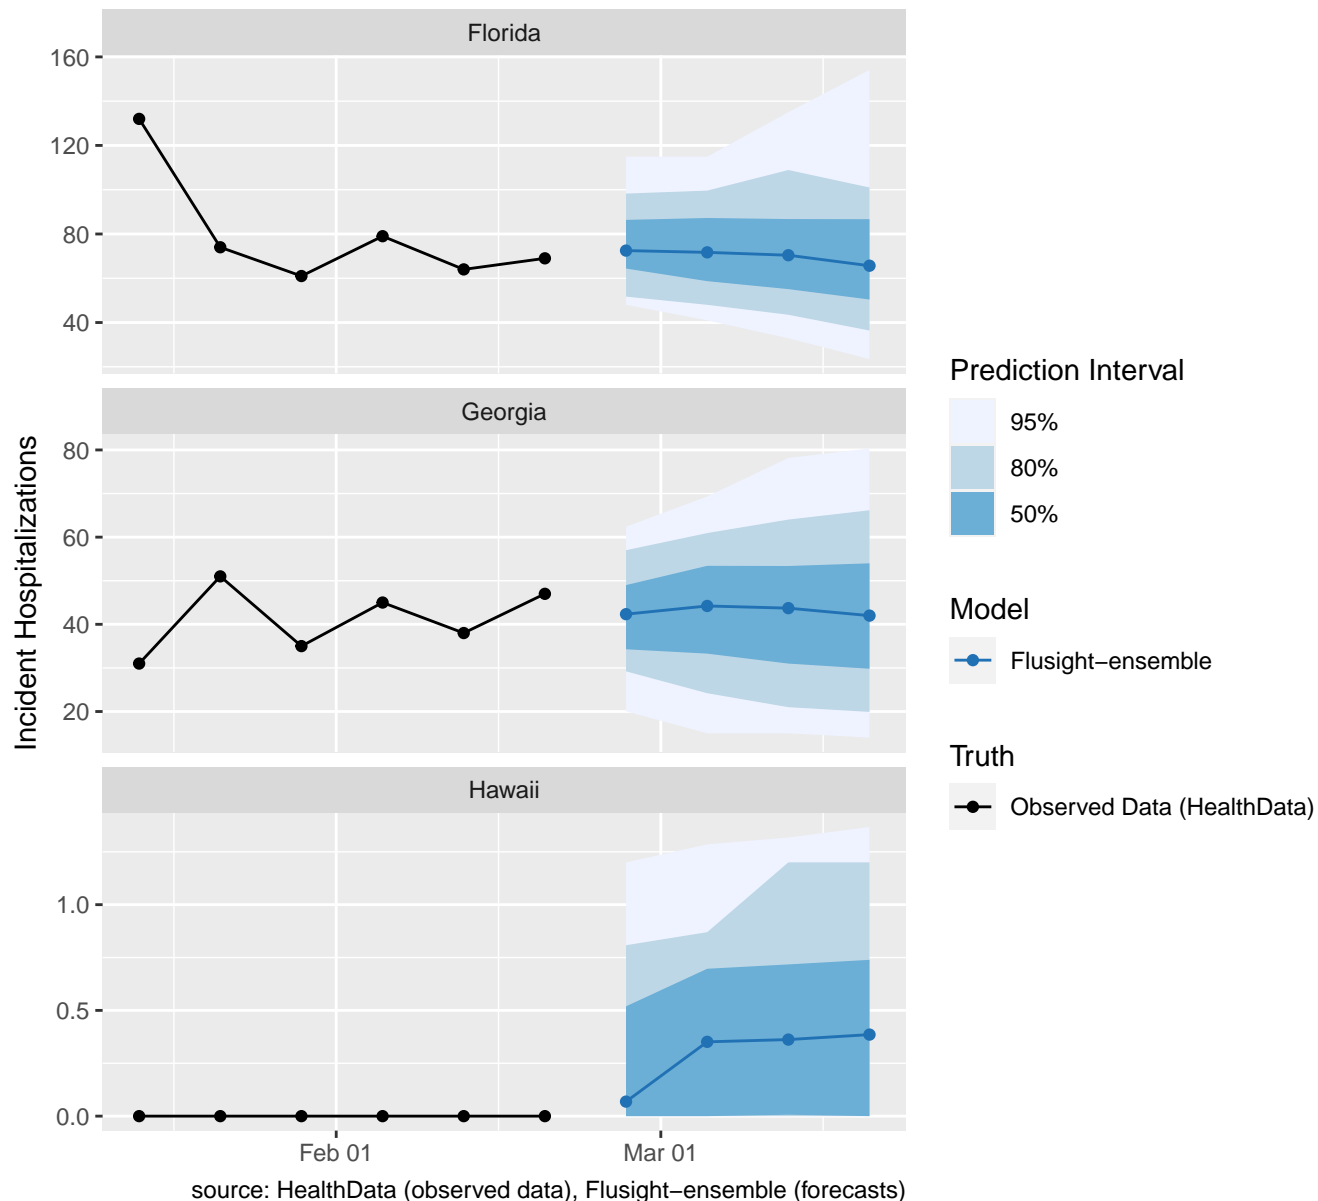 Florida
160
120
80
40
Georgia
80
60
40
20
Hawaii
1.0
0.5
0.0
Feb 01
Mar 01
Incident Hospitalizations
source: HealthData (observed data), Flusight−ensemble (forecasts)
Prediction Interval
95%
80%
50%
Model
Flusight−ensemble
Truth
Observed Data (HealthData)